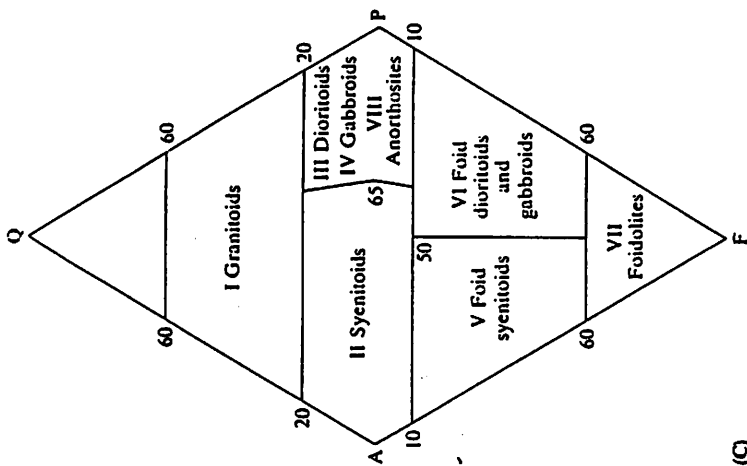 Q
60
60
I Granitoids
20
20
III Dioritoids
IV Gabbroids
VIII
Anorthosites
II Syenitoids
65
A
P
10
10
50
V Foid
syenitoids
VI Foid
dioritoids
and
gabbroids
60
60
VII
Foidolites
F
(C)